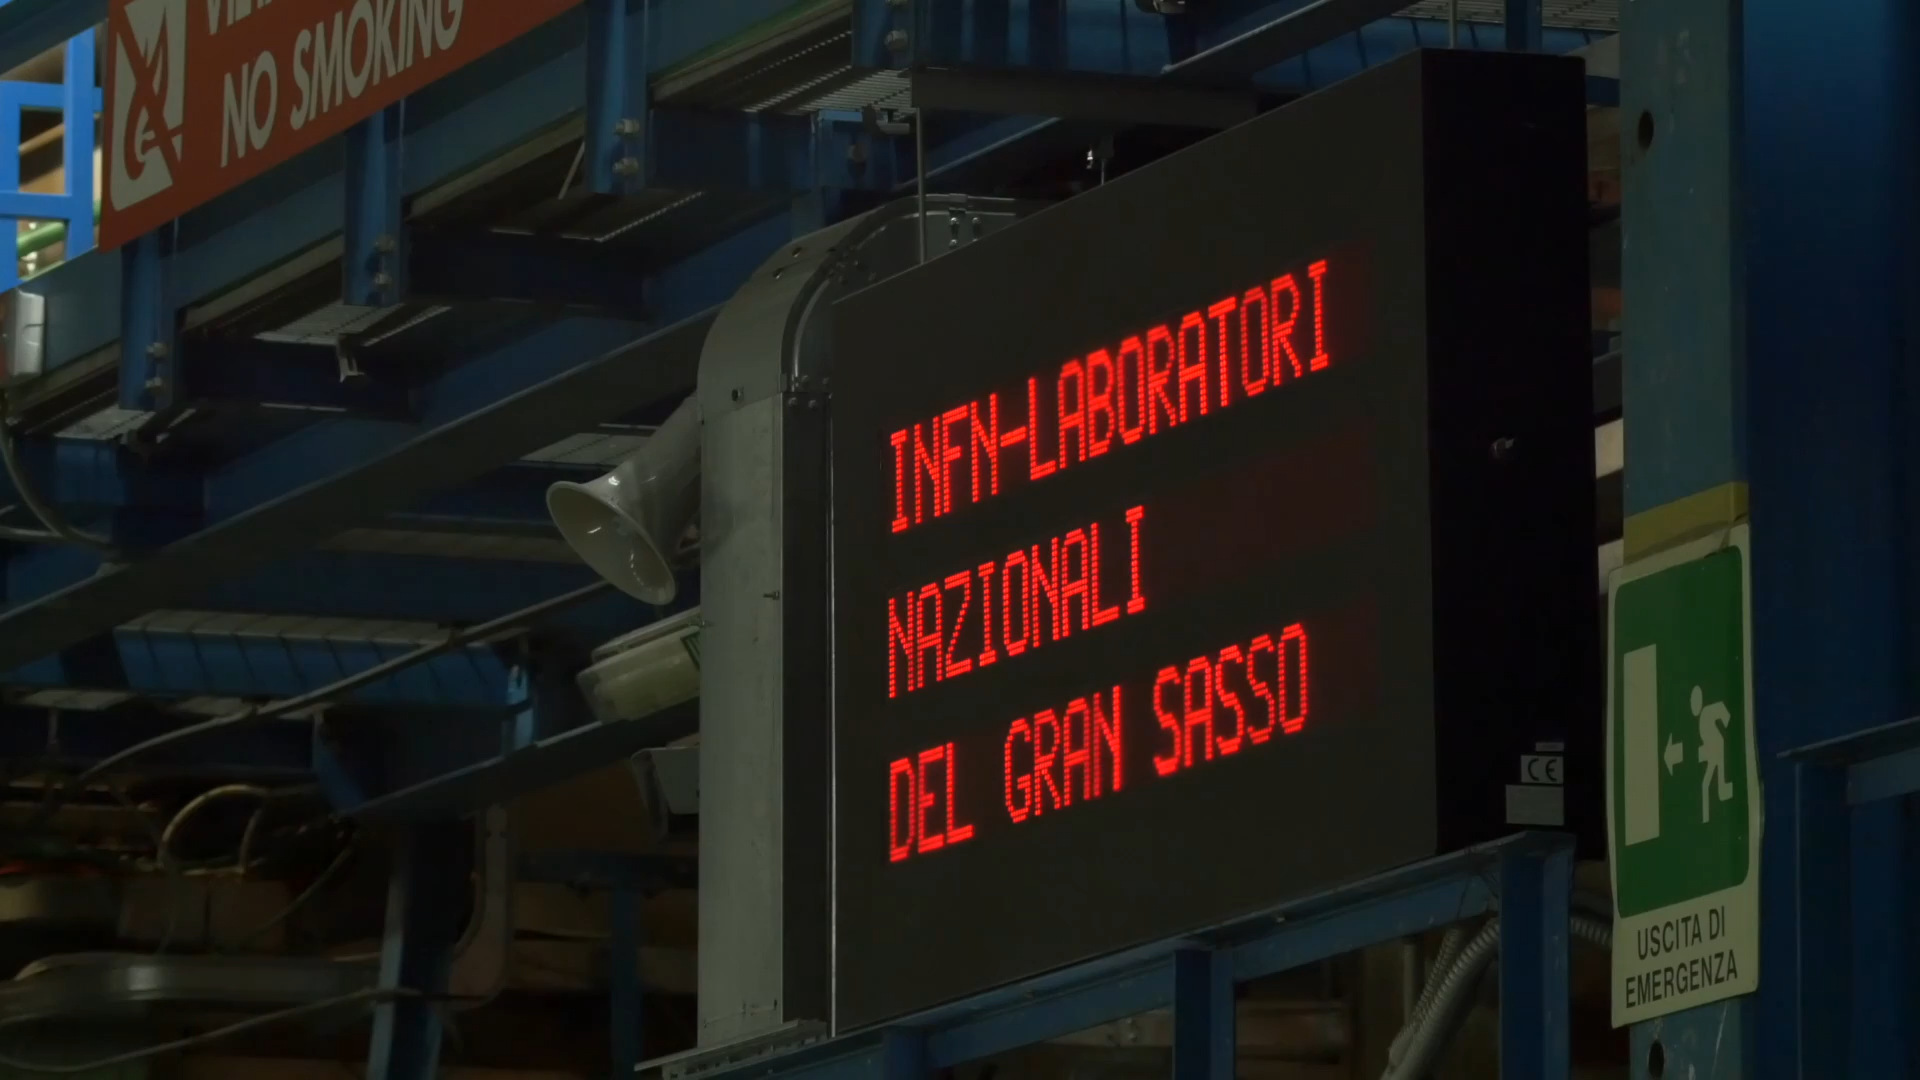 NO SMOKING
INFN-LABORATORI
NAZIONALI
DEL GRAN SASSO
CE
USCITA DI
EMERGENZA